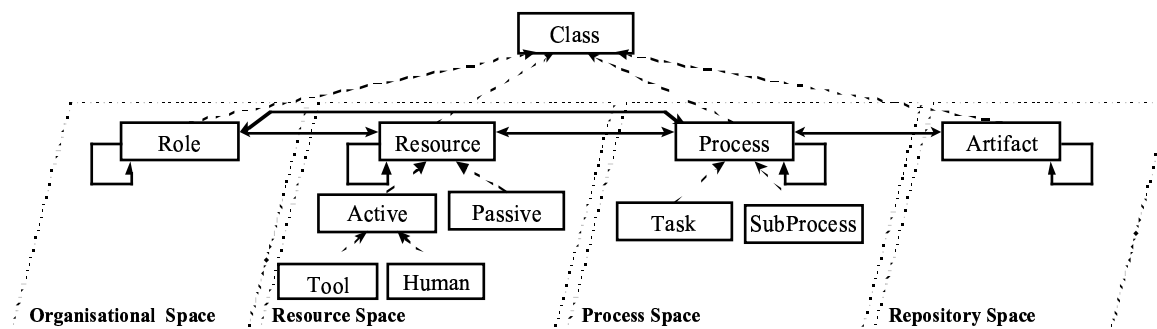 Class
Role
Resource
Process
Artifact
Active
Passive
Task
SubProcess
Tool
Human
Organisational Space
Resource Space
Process Space
Repository Space